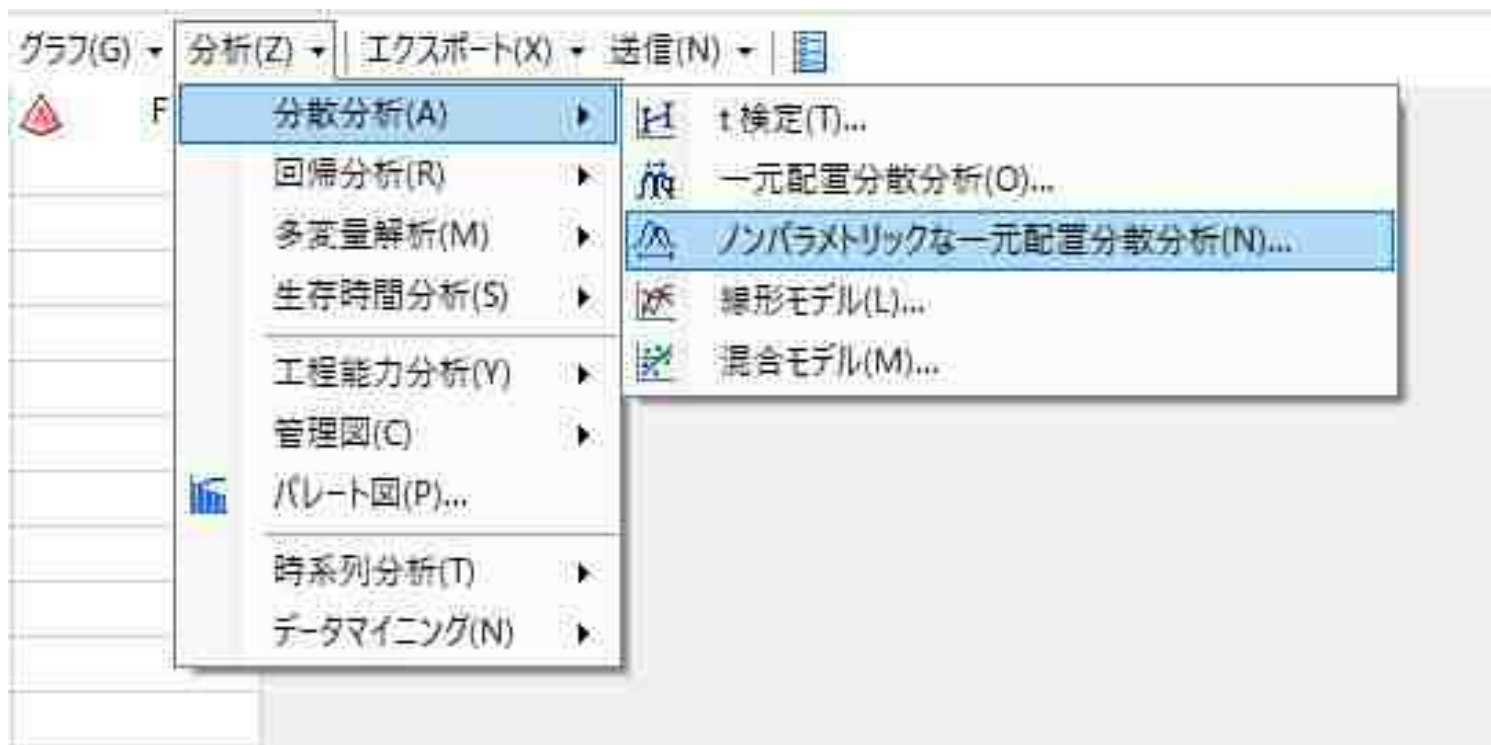 グラフ(G) 分析(Z) エクスポート(X) 送信(N)
F
分散分析(A)
回帰分析(R)
多変量解析(M)
生存時間分析(S)
工程能力分析(Y)
管理図(C)
パレート図(P)...
時系列分析(T)
データマイニング(N)
t 検定(T)...
一元配置分散分析(O)...
ノンパラメトリックな一元配置分散分析(N)...
線形モデル(L)...
混合モデル(M)...